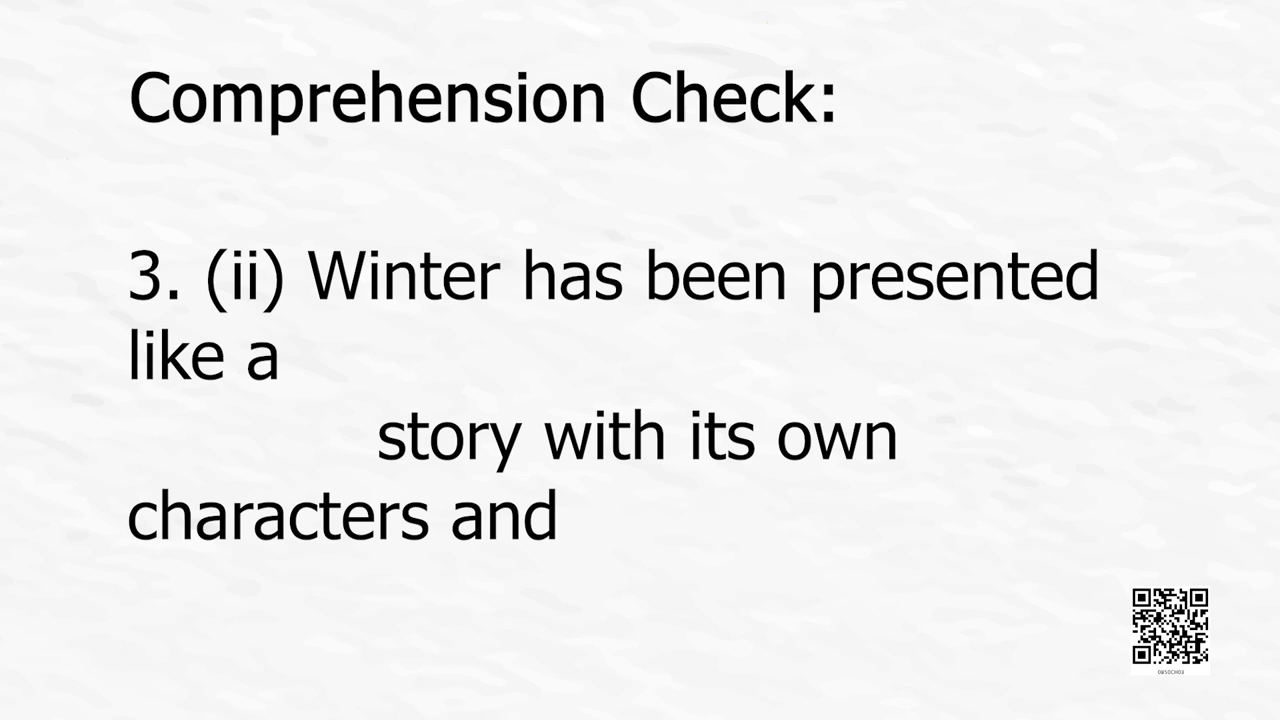 Comprehension Check:
3. (ii) Winter has been presented
like a
story with its own
characters and